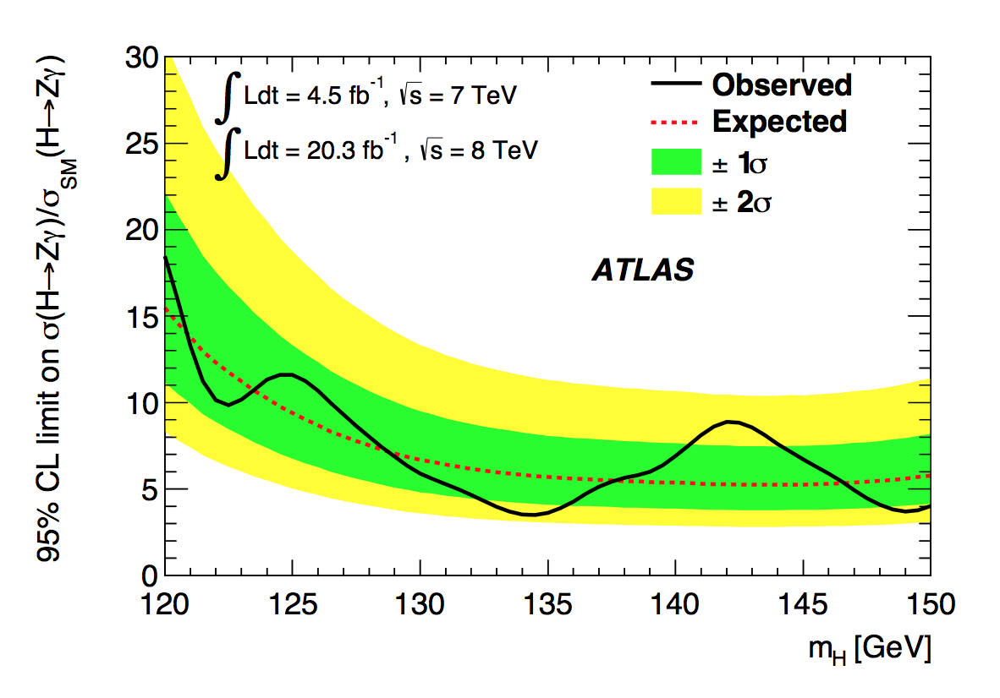 95% CL limit on σ(H→Zγ)/σ_SM(H→Zγ)
30
25
20
15
10
5
0
∫ Ldt = 4.5 fb⁻¹, √s = 7 TeV
∫ Ldt = 20.3 fb⁻¹ , √s = 8 TeV
Observed
Expected
± 1σ
± 2σ
ATLAS
120 125 130 135 140 145 150
m_H [GeV]